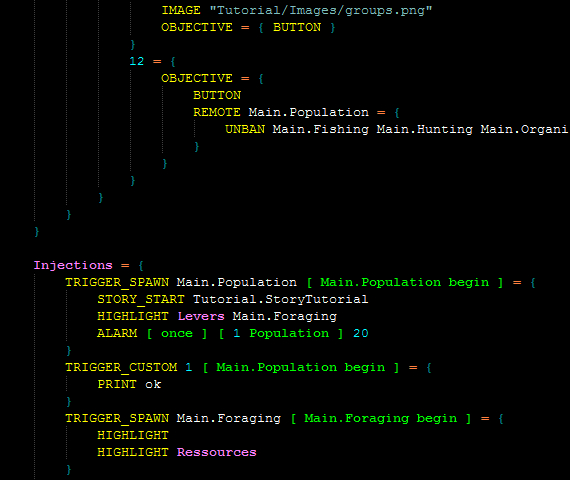 IMAGE "Tutorial/Images/groups.png"
OBJECTIVE = { BUTTON }
}
12 = {
OBJECTIVE = {
BUTTON
REMOTE Main.Population = {
UNBAN Main.Fishing Main.Hunting Main.Organi
}
}
}
}
}
}
Injections = {
TRIGGER_SPAWN Main.Population [ Main.Population begin ] = {
STORY_START Tutorial.StoryTutorial
HIGHLIGHT Levers Main.Foraging
ALARM [ once ] [ 1 Population ] 20
}
TRIGGER_CUSTOM 1 [ Main.Population begin ] = {
PRINT ok
}
TRIGGER_SPAWN Main.Foraging [ Main.Foraging begin ] = {
HIGHLIGHT
HIGHLIGHT Ressources
}